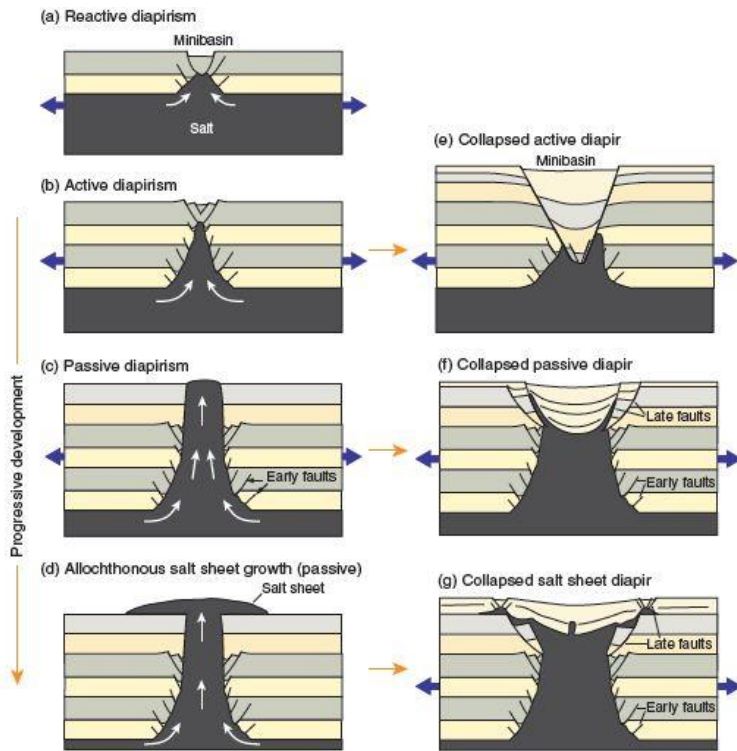 (a) Reactive diapirism
Minibasin
Salt
(b) Active diapirism
(c) Passive diapirism
Early faults
(d) Allochthonous salt sheet growth (passive)
Salt sheet
Progressive development
(e) Collapsed active diapir
Minibasin
(f) Collapsed passive diapir
Late faults
Early faults
(g) Collapsed salt sheet diapir
Late faults
Early faults